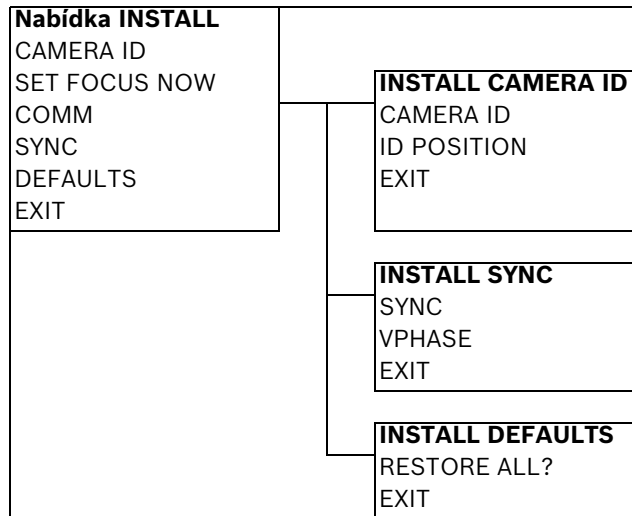 Nabídka INSTALL
CAMERA ID
SET FOCUS NOW
COMM
SYNC
DEFAULTS
EXIT
INSTALL CAMERA ID
CAMERA ID
ID POSITION
EXIT
INSTALL SYNC
SYNC
VPHASE
EXIT
INSTALL DEFAULTS
RESTORE ALL?
EXIT